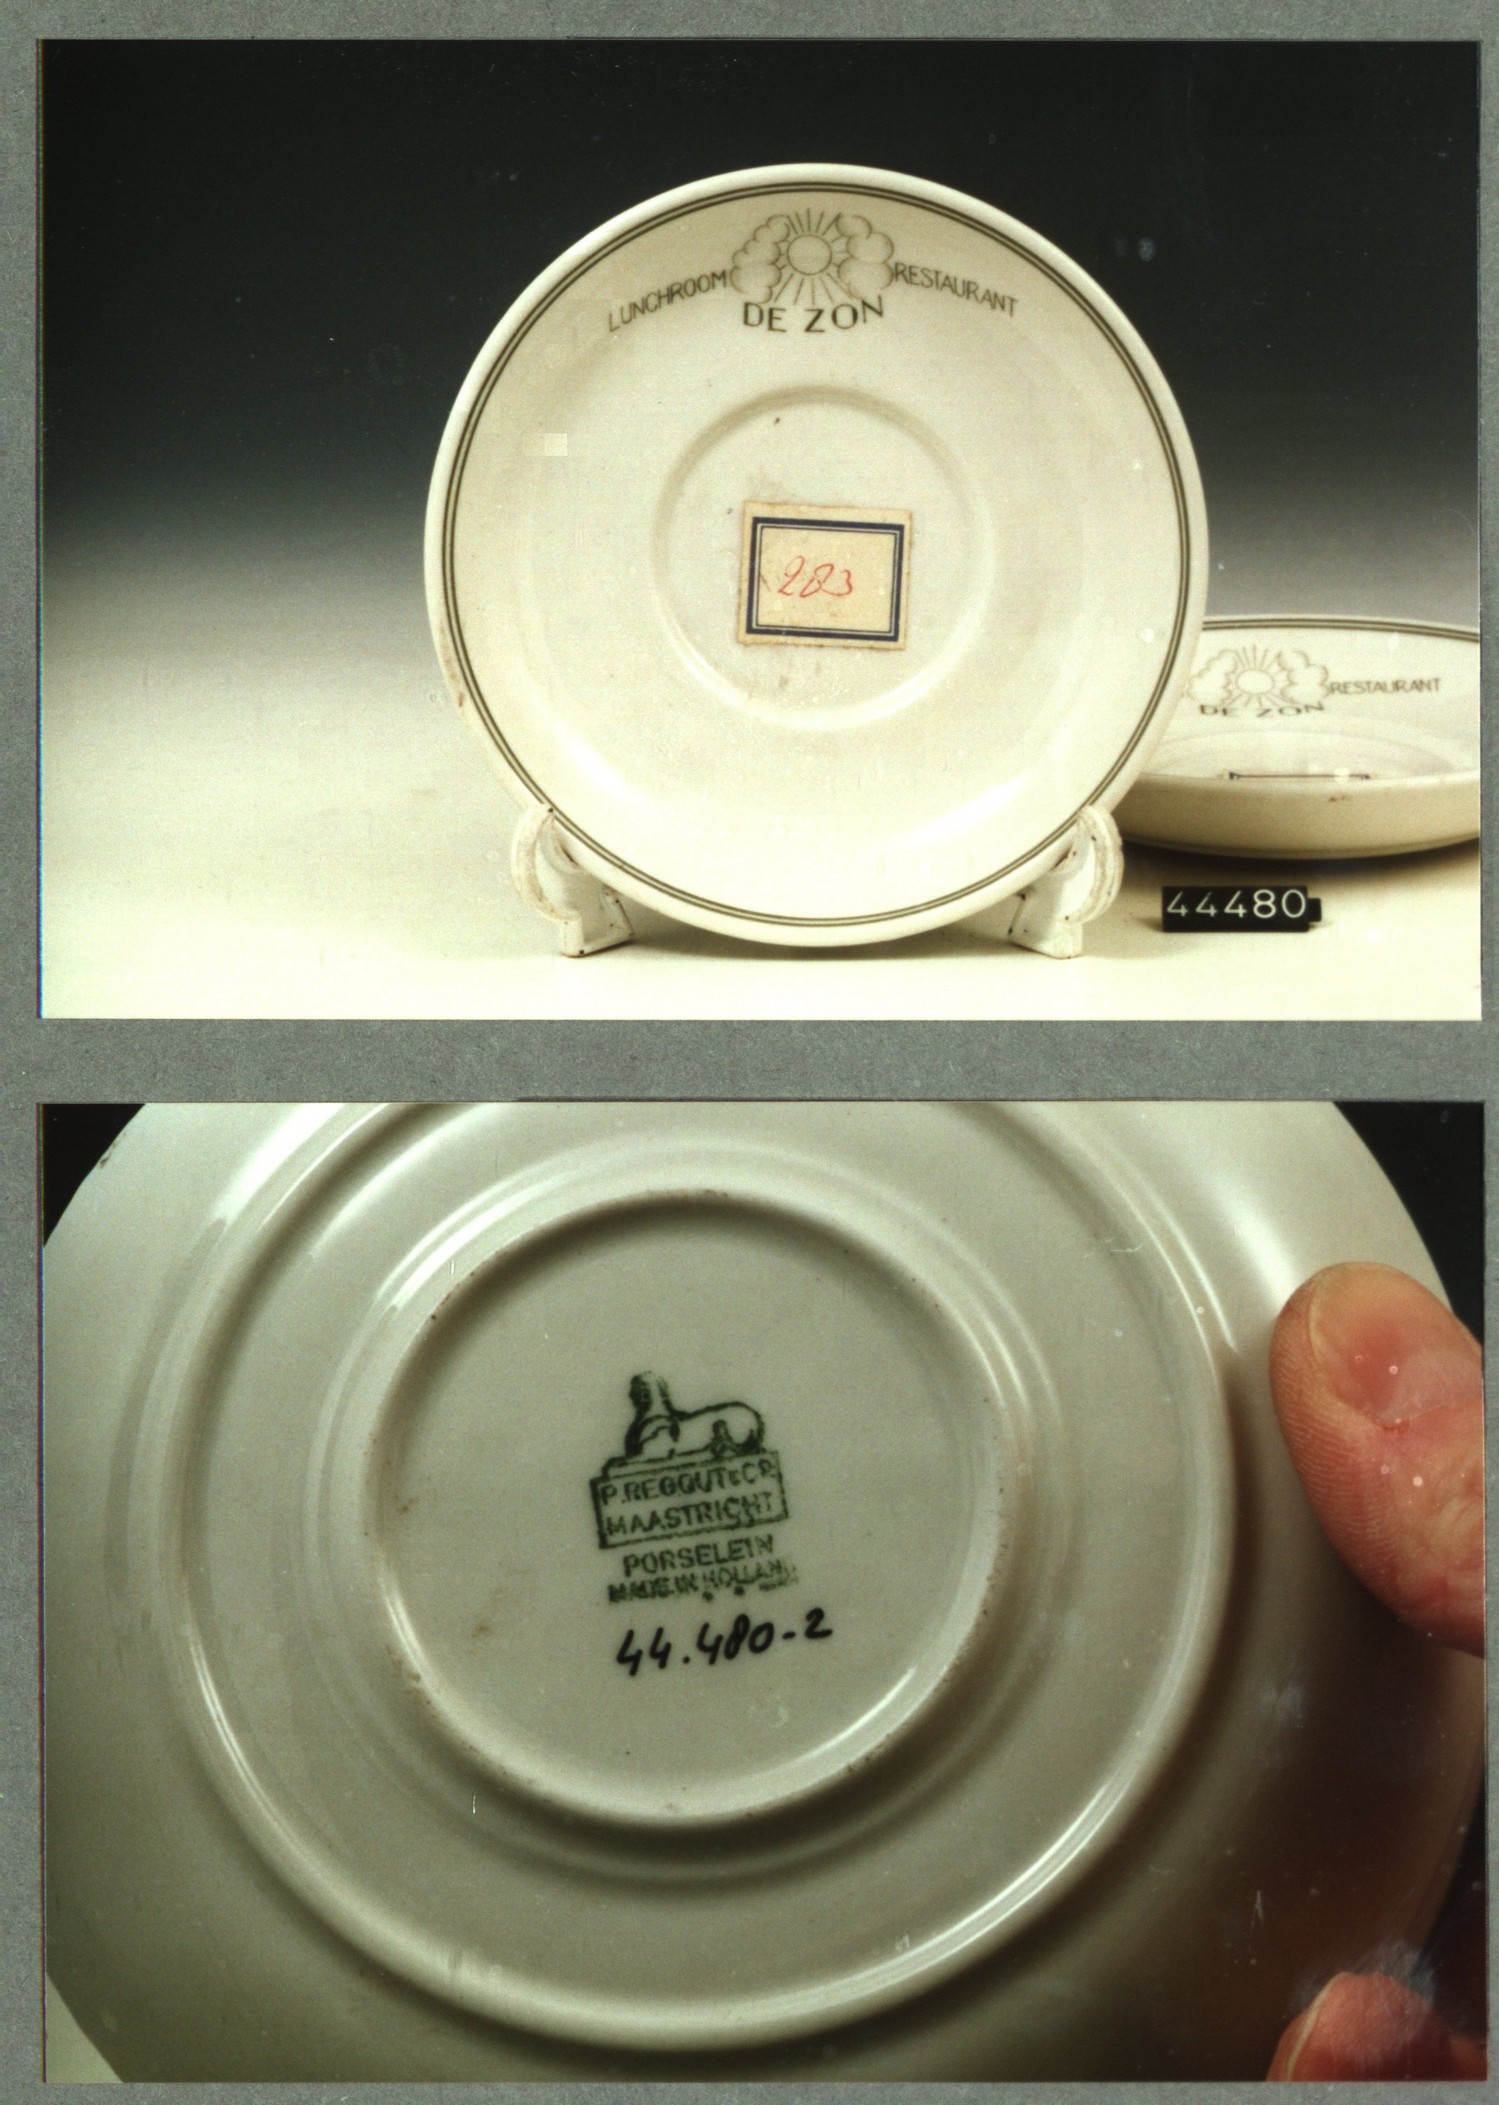 LUNCHROOM RESTAURANT
DE ZON
283
RESTAURANT
DE ZON
44480
P. REGOUT & Co.
MAASTRICHT
PORSELEIN
MADE IN HOLLAND
44.480-2